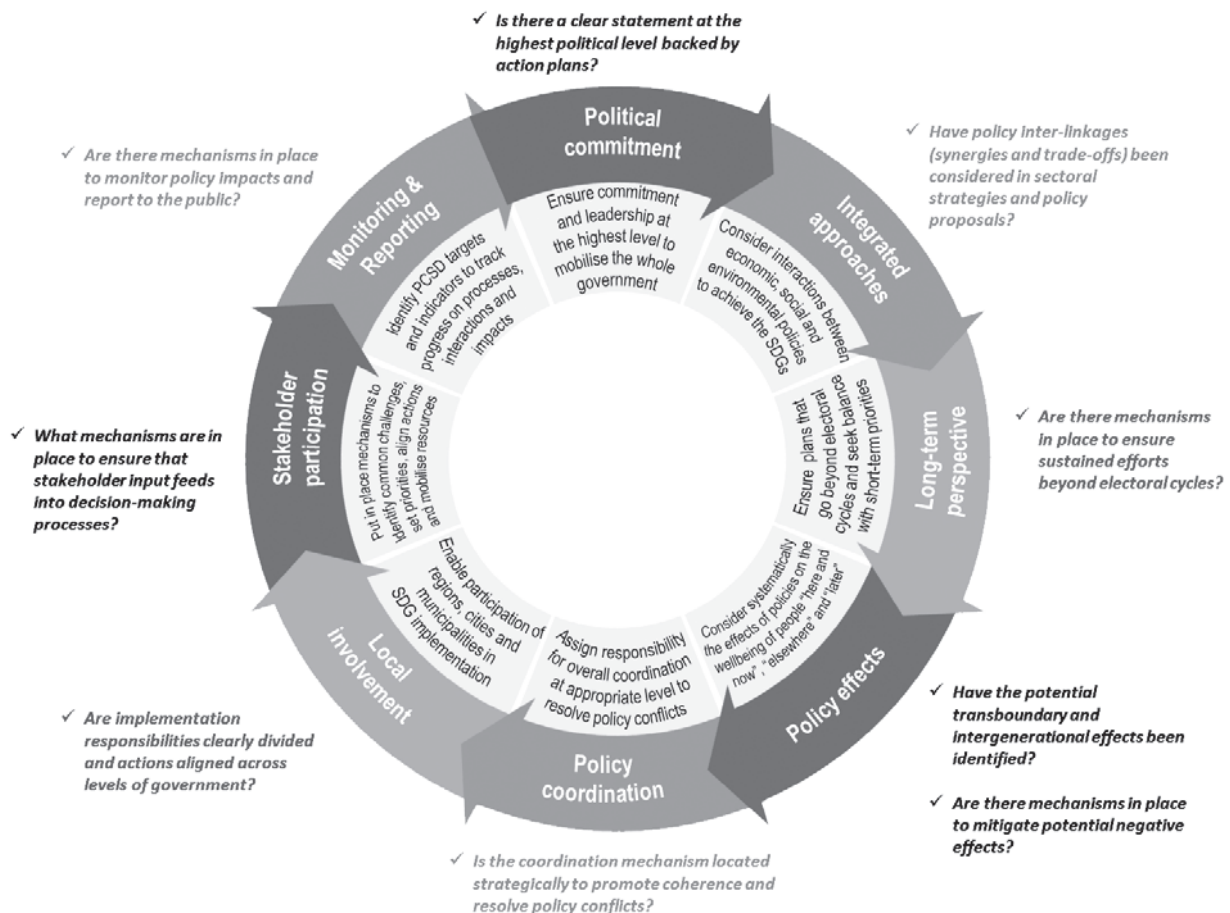 ✓ Is there a clear statement at the
highest political level backed by
action plans?
Political
commitment
Ensure commitment
and leadership at
the highest level to
mobilise the whole
government
✓ Have policy inter-linkages
(synergies and trade-offs) been
considered in sectoral
strategies and policy
proposals?
Integrated
approaches
Consider interactions between
economic, social and
environmental policies
to achieve the SDGs
✓ Are there mechanisms
in place to ensure
sustained efforts
beyond electoral cycles?
Long-term
perspective
Ensure plans that
go beyond electoral
cycles and seek balance
with short-term priorities
✓ Have the potential
transboundary and
intergenerational effects been
identified?
✓ Are there mechanisms in place
to mitigate potential negative
effects?
Policy effects
Consider systematically
the effects of policies on the
wellbeing of people "here and
now", "elsewhere" and "later"
✓ Is the coordination mechanism located
strategically to promote coherence and
resolve policy conflicts?
Policy
coordination
Assign responsibility
for overall coordination
at appropriate level to
resolve policy conflicts
✓ Are implementation
responsibilities clearly divided
and actions aligned across
levels of government?
Local
involvement
Enable participation of
regions, cities and
municipalities in
SDG implementation
✓ What mechanisms are in
place to ensure that
stakeholder input feeds
into decision-making
processes?
Stakeholder
participation
Put in place mechanisms to
identify common challenges,
set priorities, align actions
and mobilise resources
✓ Are there mechanisms in place
to monitor policy impacts and
report to the public?
Monitoring &
Reporting
Identify PCSD targets
and indicators to track
progress on processes,
interactions and
impacts